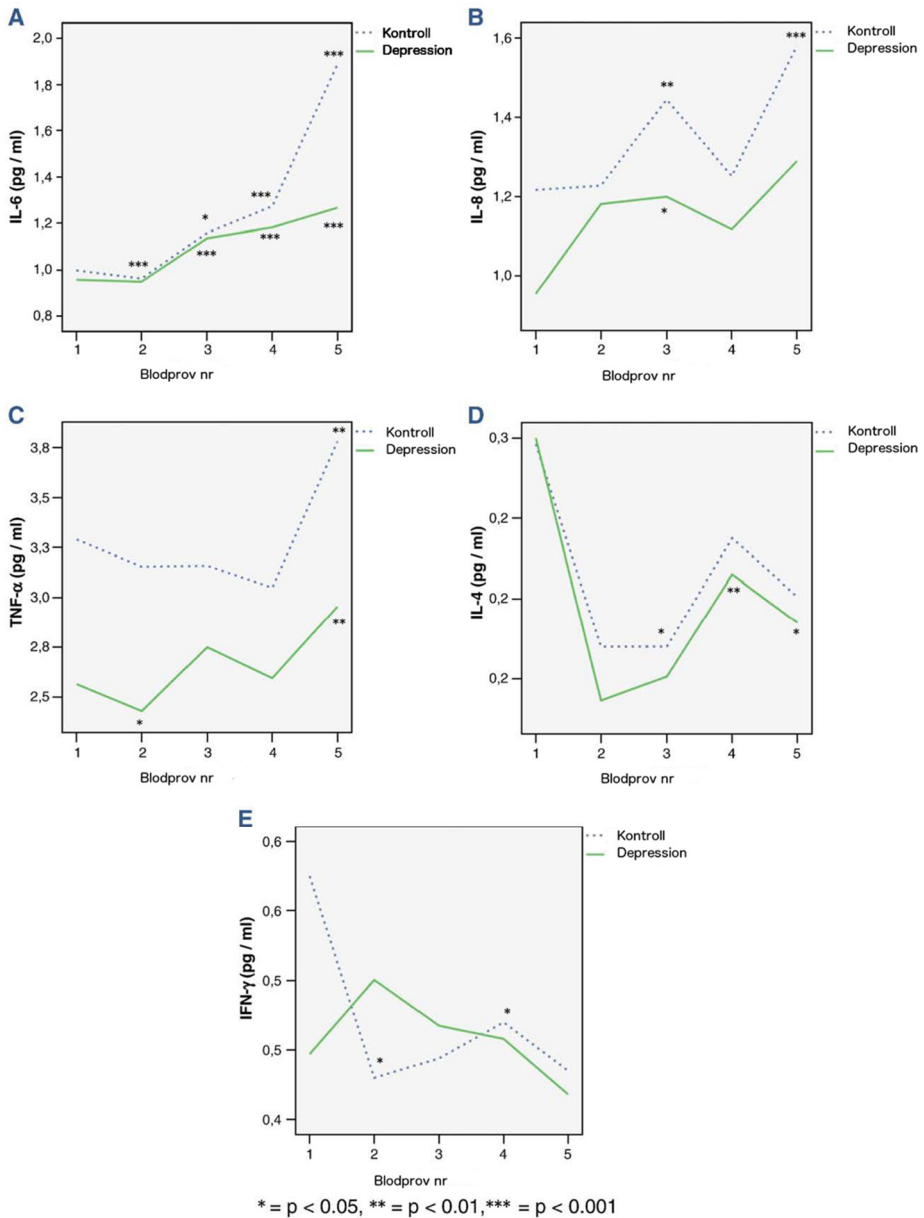 A
IL-6 (pg / ml)
2,0
1,8
1,6
1,4
1,2
1,0
0,8
Kontroll
Depression
***
***
*
***
***
***
***
1 2 3 4 5
Blodprov nr
B
IL-8 (pg / ml)
1,6
1,4
1,2
1,0
Kontroll
Depression
***
**
*
1 2 3 4 5
Blodprov nr
C
TNF-α (pg / ml)
3,8
3,5
3,3
3,0
2,8
2,5
Kontroll
Depression
**
**
*
1 2 3 4 5
Blodprov nr
D
IL-4 (pg / ml)
0,3
0,2
0,2
0,2
Kontroll
Depression
**
*
*
1 2 3 4 5
Blodprov nr
E
IFN-γ (pg / ml)
0,6
0,6
0,5
0,5
0,4
Kontroll
Depression
*
*
1 2 3 4 5
Blodprov nr
* = p < 0.05, ** = p < 0.01,*** = p < 0.001